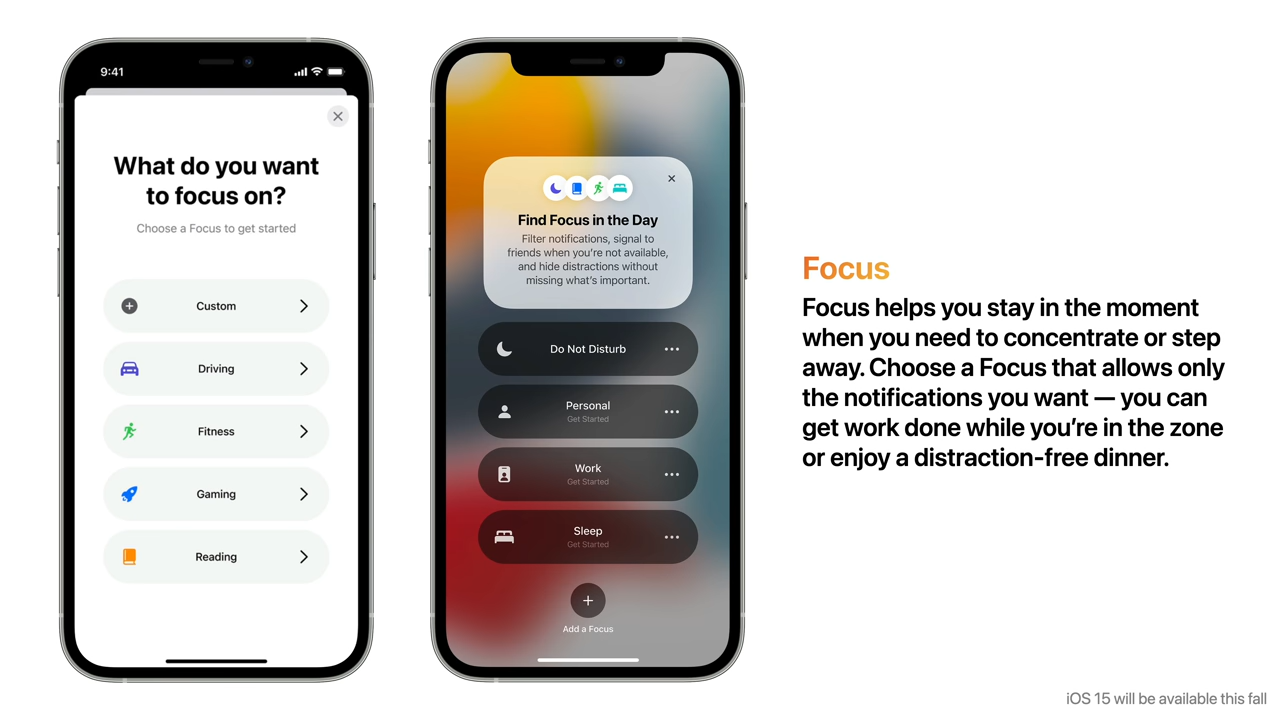 9:41
What do you want
to focus on?
Choose a Focus to get started
Custom
Driving
Fitness
Gaming
Reading
Find Focus in the Day
Filter notifications, signal to
friends when you're not available,
and hide distractions without
missing what's important.
Do Not Disturb
Personal
Get Started
Work
Get Started
Sleep
Get Started
Add a Focus
Focus
Focus helps you stay in the moment
when you need to concentrate or step
away. Choose a Focus that allows only
the notifications you want — you can
get work done while you're in the zone
or enjoy a distraction-free dinner.
iOS 15 will be available this fall